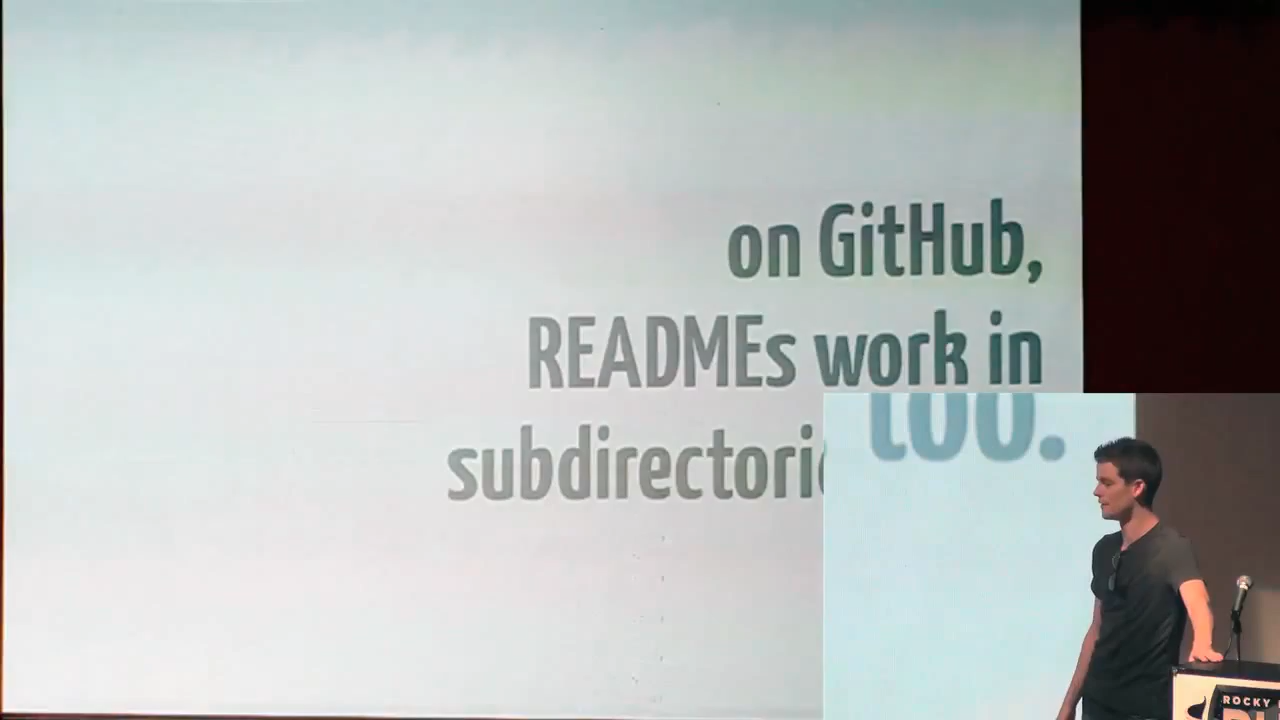 on GitHub,
READMEs work in
subdirectori
too.
ROCKY